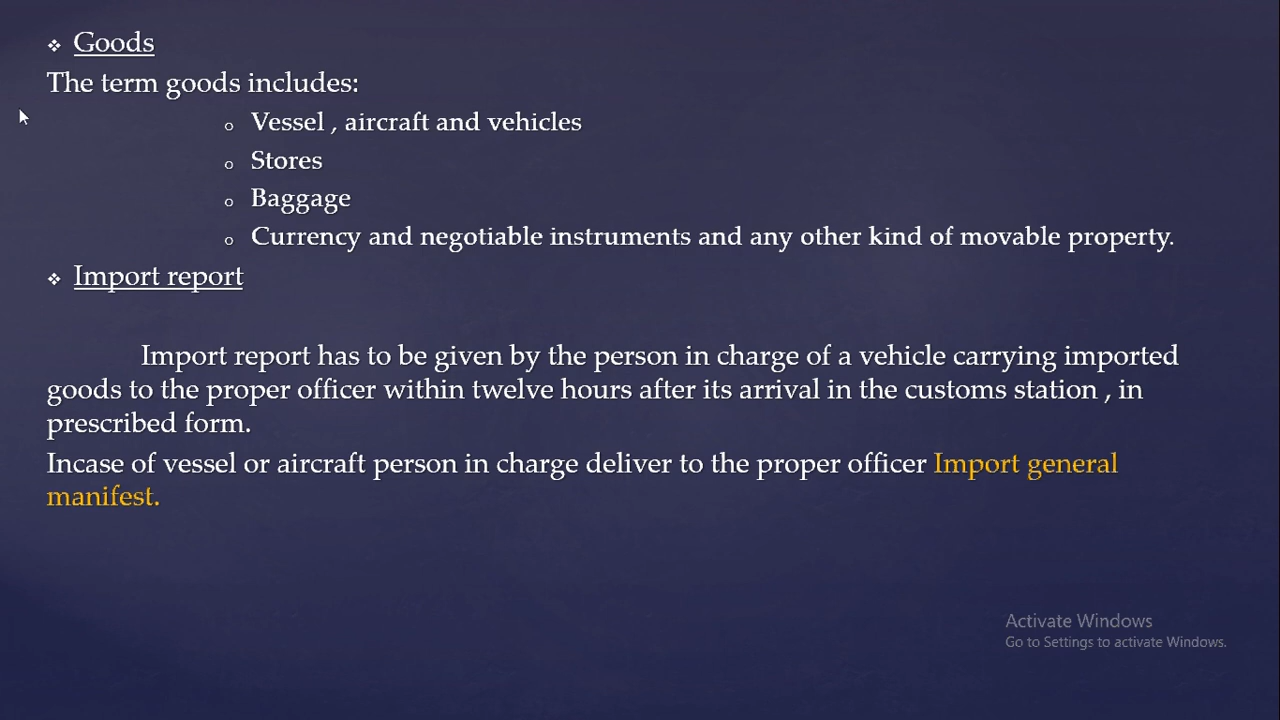 ❖ Goods
The term goods includes:
o Vessel , aircraft and vehicles
o Stores
o Baggage
o Currency and negotiable instruments and any other kind of movable property.
❖ Import report
Import report has to be given by the person in charge of a vehicle carrying imported
goods to the proper officer within twelve hours after its arrival in the customs station , in
prescribed form.
Incase of vessel or aircraft person in charge deliver to the proper officer Import general
manifest.
Activate Windows
Go to Settings to activate Windows.